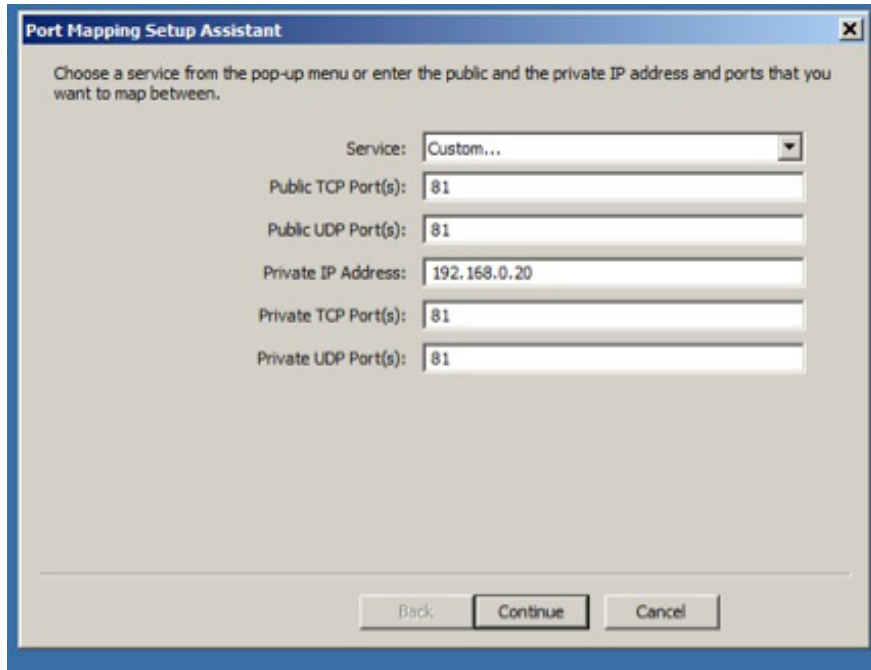 Port Mapping Setup Assistant
Choose a service from the pop-up menu or enter the public and the private IP address and ports that you
want to map between.
Service: Custom...
Public TCP Port(s): 81
Public UDP Port(s): 81
Private IP Address: 192.168.0.20
Private TCP Port(s): 81
Private UDP Port(s): 81
Back Continue Cancel